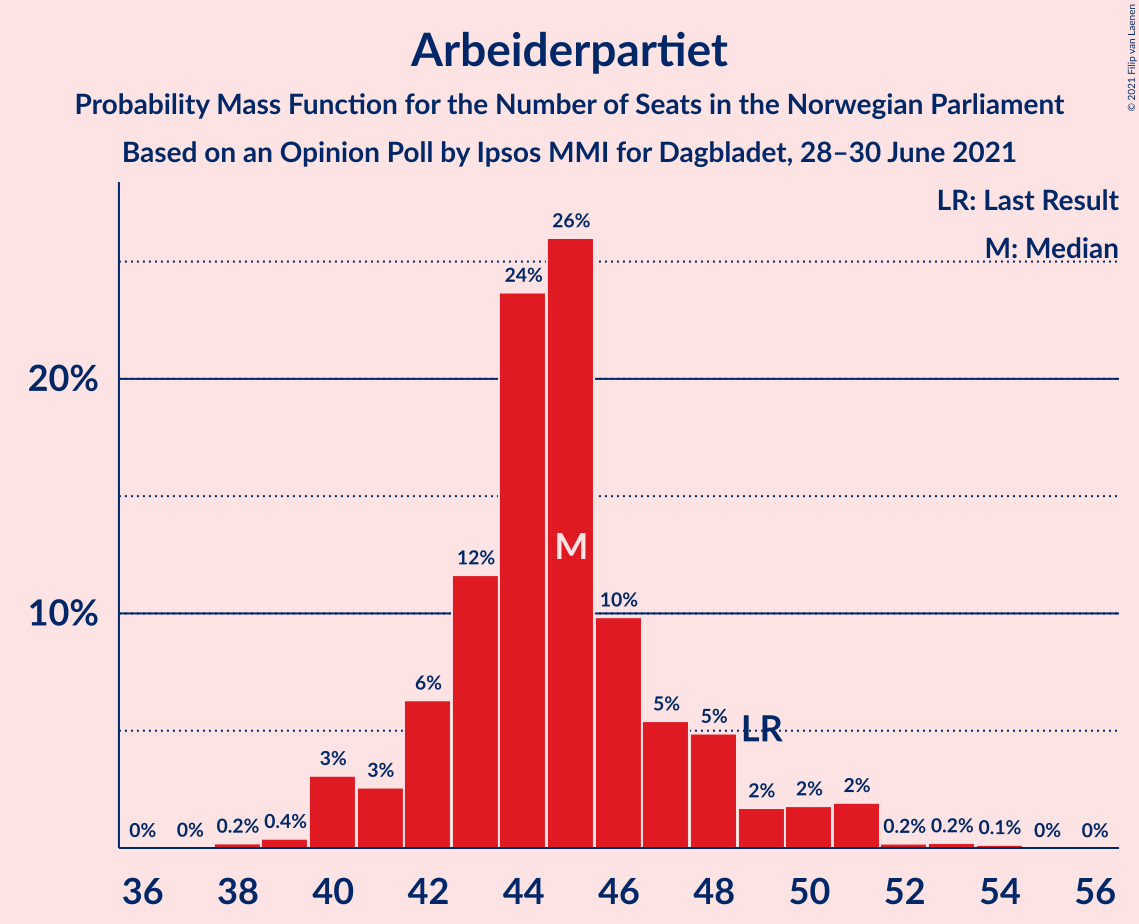 Arbeiderpartiet
Probability Mass Function for the Number of Seats in the Norwegian Parliament
Based on an Opinion Poll by Ipsos MMI for Dagbladet, 28–30 June 2021
© 2021 Filip van Laenen
LR: Last Result
M: Median
26%
24%
20%
M
12%
10%
10%
6%
5%
5%
LR
3%
3%
2%
2%
2%
0% 0% 0.2% 0.4%
0.2% 0.2% 0.1% 0% 0%
36 38 40 42 44 46 48 50 52 54 56